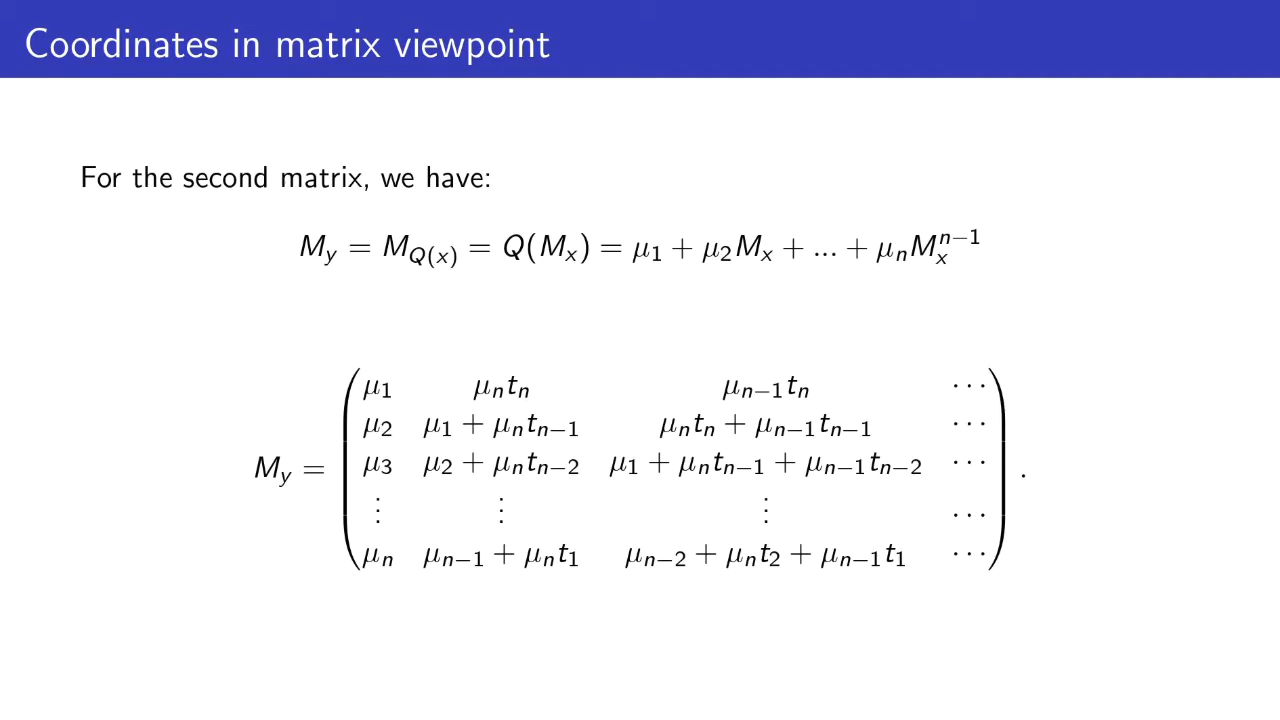 Coordinates in matrix viewpoint
For the second matrix, we have:
M_y = M_{Q(x)} = Q(M_x) = μ_1 + μ_2 M_x + ... + μ_n M_x^{n−1}
μ_1 μ_n t_n μ_{n−1} t_n ⋯
μ_2 μ_1 + μ_n t_{n−1} μ_n t_n + μ_{n−1} t_{n−1} ⋯
M_y = μ_3 μ_2 + μ_n t_{n−2} μ_1 + μ_n t_{n−1} + μ_{n−1} t_{n−2} ⋯ .
⋮ ⋮ ⋮ ⋯
μ_n μ_{n−1} + μ_n t_1 μ_{n−2} + μ_n t_2 + μ_{n−1} t_1 ⋯